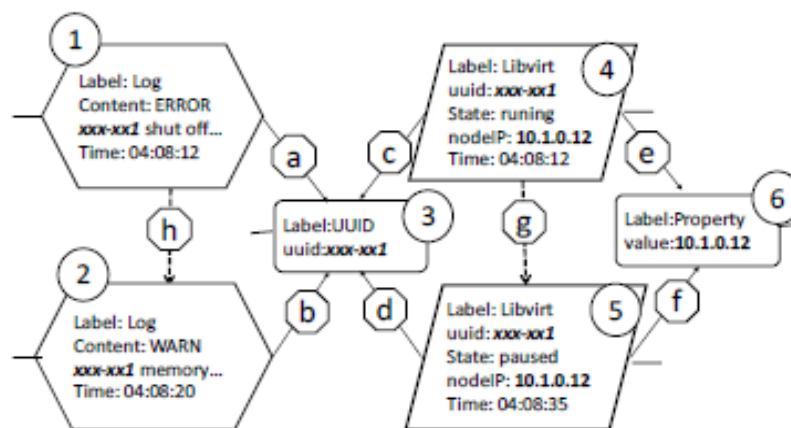 1
Label: Log
Content: ERROR
xxx-xx1 shut off...
Time: 04:08:12
4
Label: Libvirt
uuid: xxx-xx1
State: runing
nodeIP: 10.1.0.12
Time: 04:08:12
a
c
e
h
3
Label:UUID
uuid:xxx-xx1
g
6
Label:Property
value:10.1.0.12
2
Label: Log
Content: WARN
xxx-xx1 memory...
Time: 04:08:20
b
d
5
Label: Libvirt
uuid: xxx-xx1
State: paused
nodeIP: 10.1.0.12
Time: 04:08:35
f